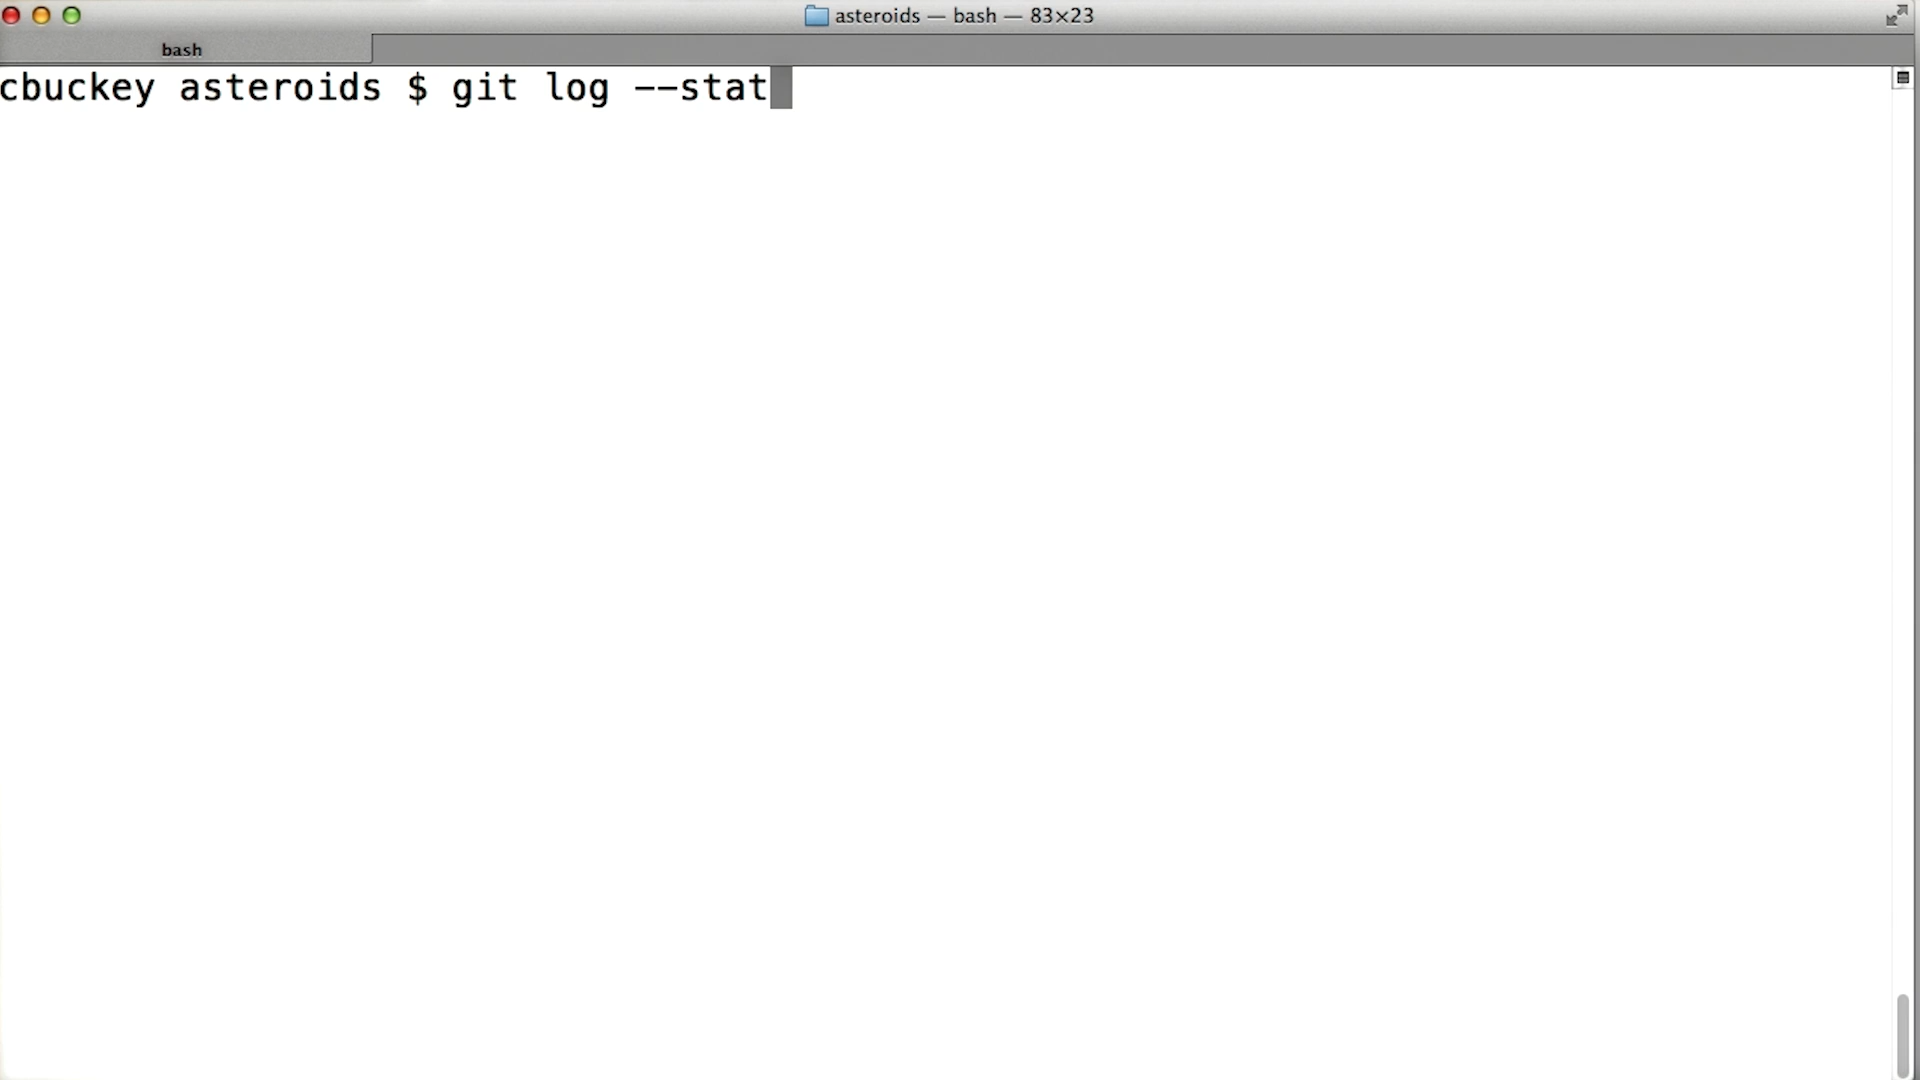 asteroids — bash — 83×23
bash
cbuckey asteroids $ git log --stat